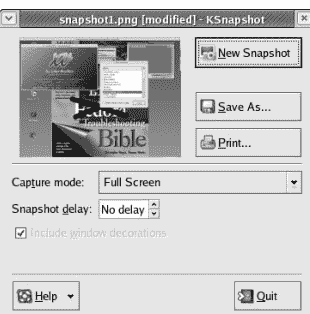 snapshot1.png [modified] - KSnapshot
New Snapshot
Troubleshooting
Bible
Save As...
Print...
Capture mode: Full Screen
Snapshot delay: No delay
Include window decorations
Help
Quit